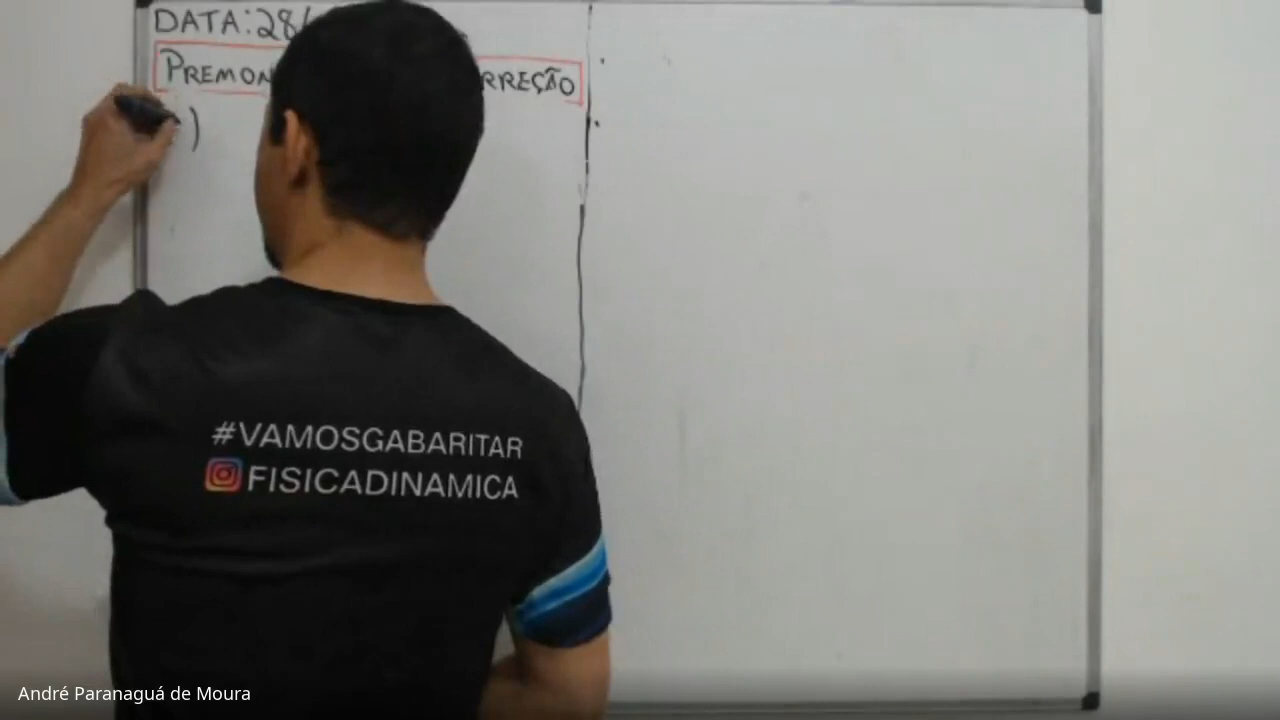 DATA:28/
PREMON RREÇÃO
)
#VAMOSGABARITAR
FISICADINAMICA
André Paranaguá de Moura